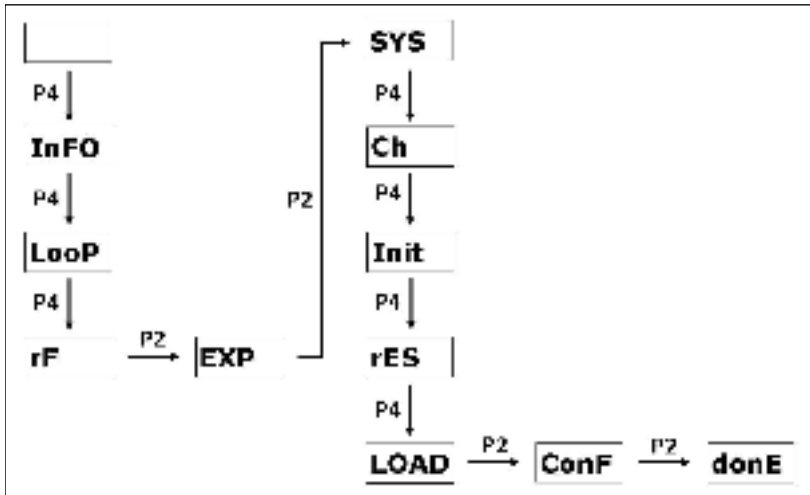 SYS
P4
P4
InFO
Ch
P4
P2
P4
LooP
Init
P4
P4
rF
P2
EXP
rES
P4
LOAD
P2
ConF
P2
donE